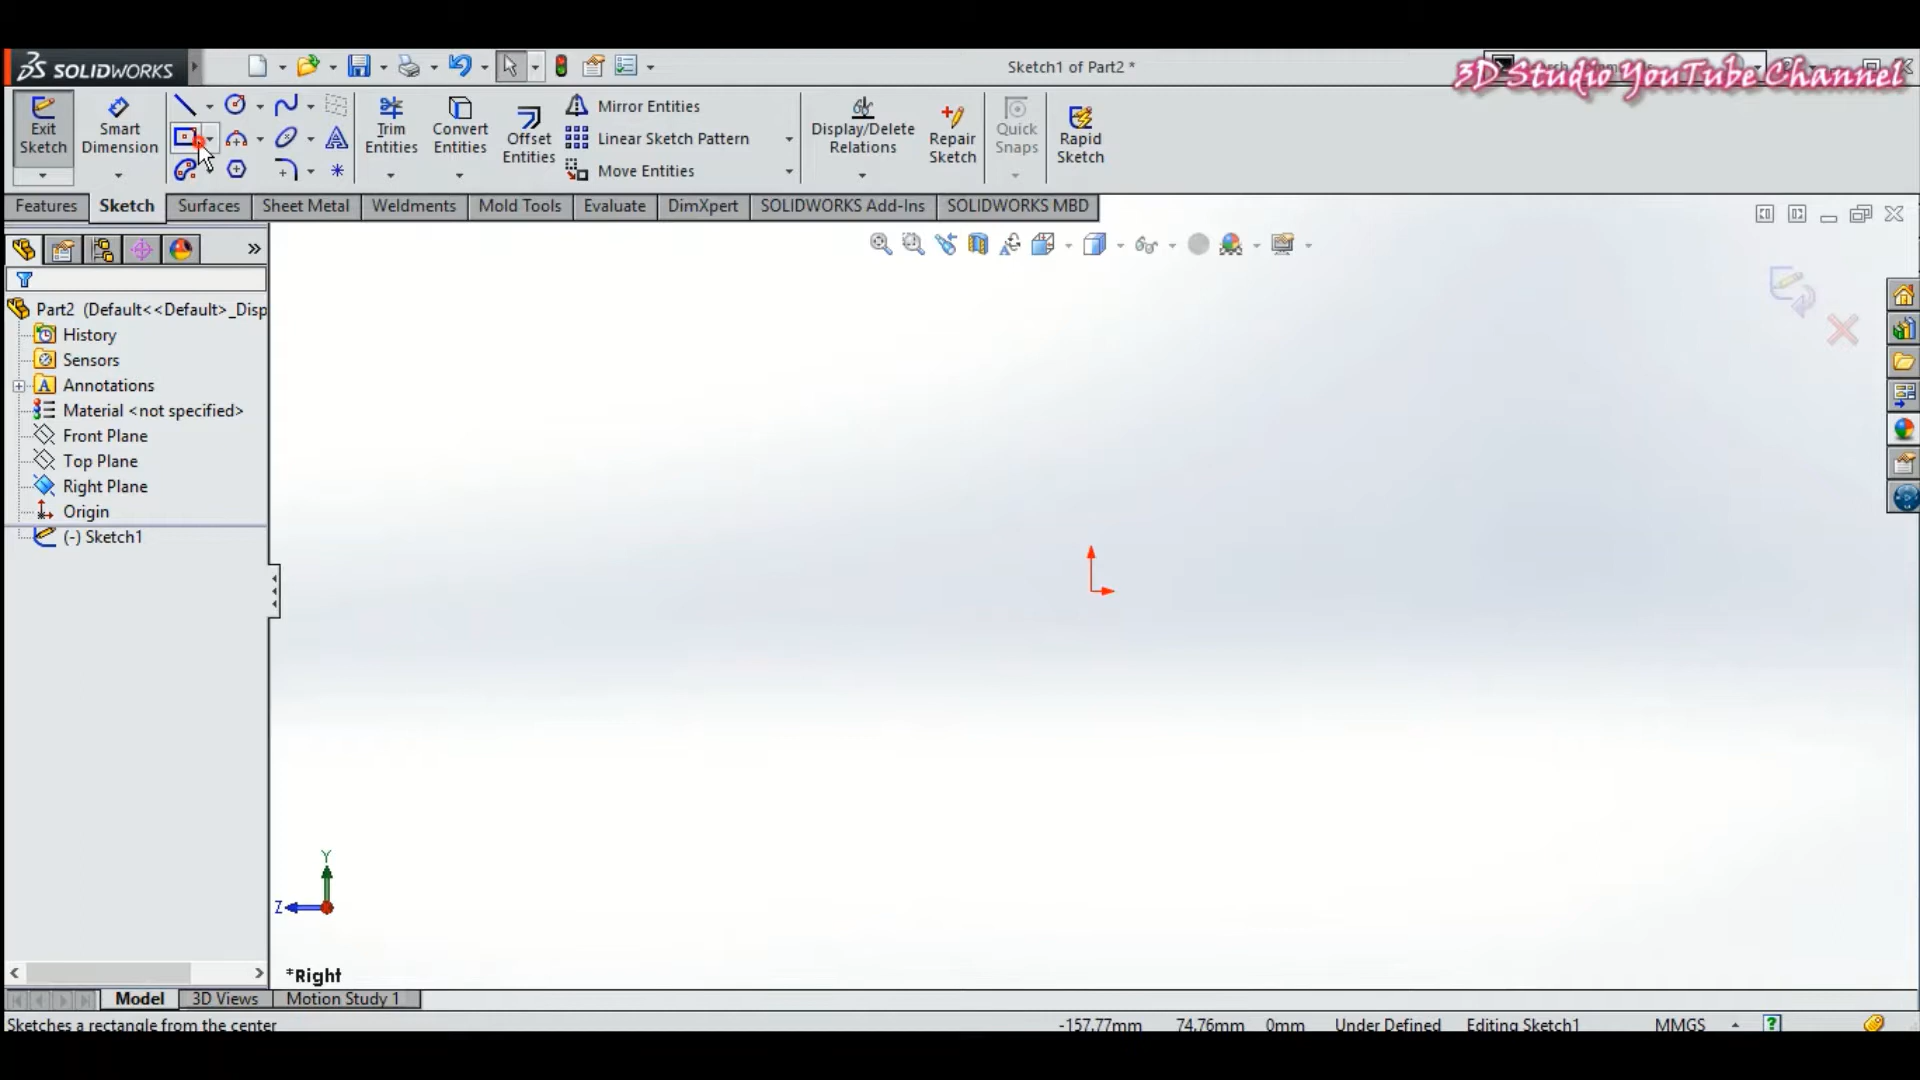 SOLIDWORKS
Sketch1 of Part2 *
3D Studio YouTube Channel
Exit
Sketch
Smart
Dimension
Trim
Entities
Convert
Entities
Offset
Entities
Mirror Entities
Linear Sketch Pattern
Move Entities
Display/Delete
Relations
Repair
Sketch
Quick
Snaps
Rapid
Sketch
Features
Sketch
Surfaces
Sheet Metal
Weldments
Mold Tools
Evaluate
DimXpert
SOLIDWORKS Add-Ins
SOLIDWORKS MBD
Part2 (Default<<Default>_Disp
History
Sensors
Annotations
Material <not specified>
Front Plane
Top Plane
Right Plane
Origin
(-) Sketch1
Y
Z
*Right
Model
3D Views
Motion Study 1
Sketches a rectangle from the center
-157.77mm
74.76mm
0mm
Under Defined
Editing Sketch1
MMGS